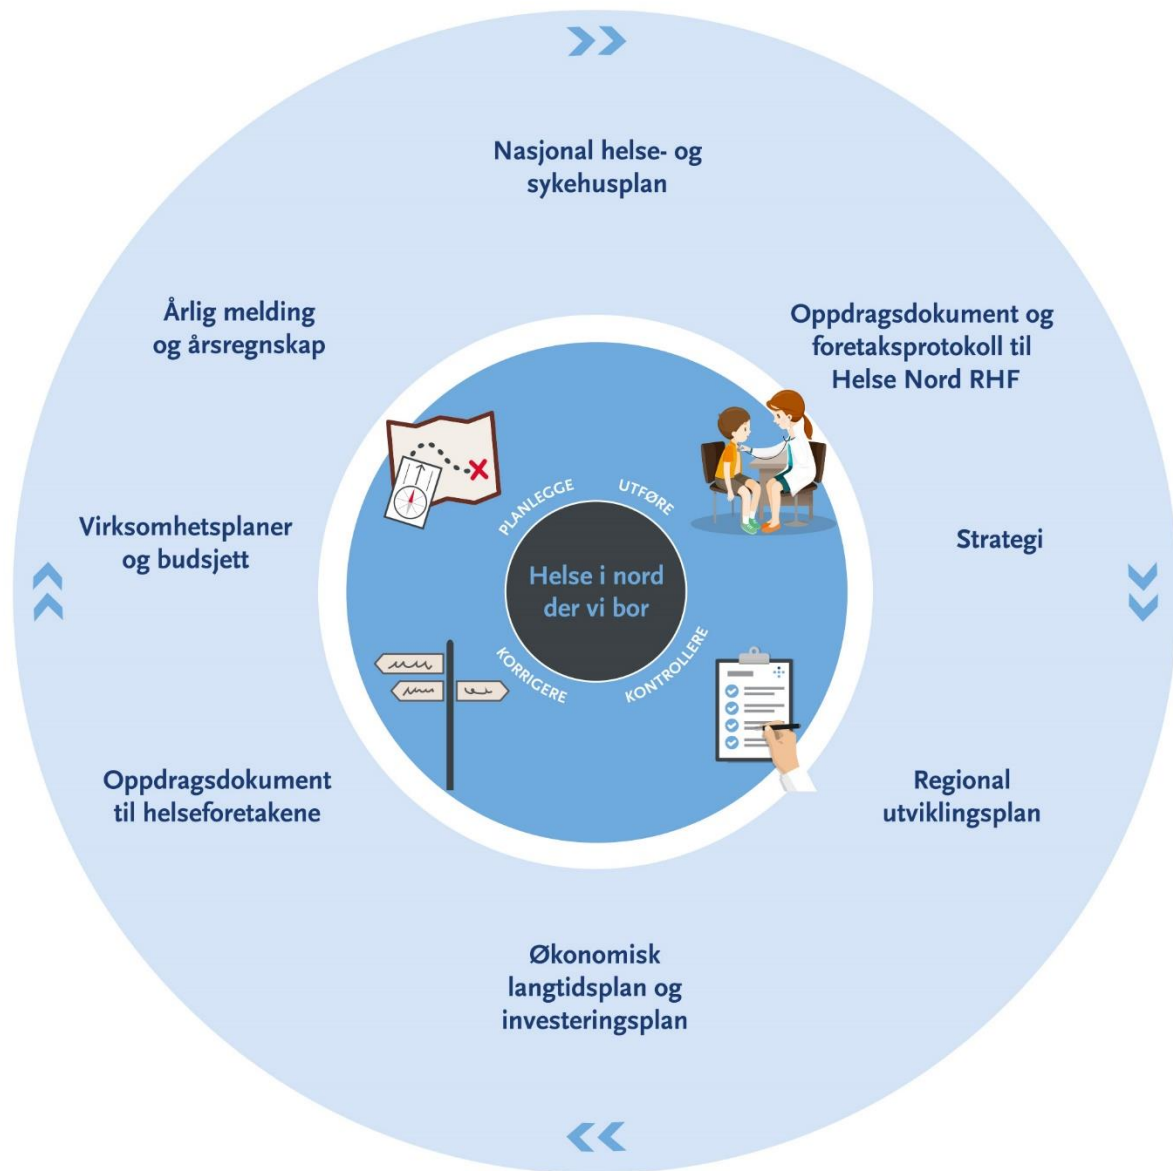 Nasjonal helse- og
sykehusplan
Oppdragsdokument og
foretaksprotokoll til
Helse Nord RHF
Strategi
Regional
utviklingsplan
Økonomisk
langtidsplan og
investeringsplan
Oppdragsdokument
til helseforetakene
Virksomhetsplaner
og budsjett
Årlig melding
og årsregnskap
PLANLEGGE
UTFØRE
KONTROLLERE
KORRIGERE
Helse i nord
der vi bor